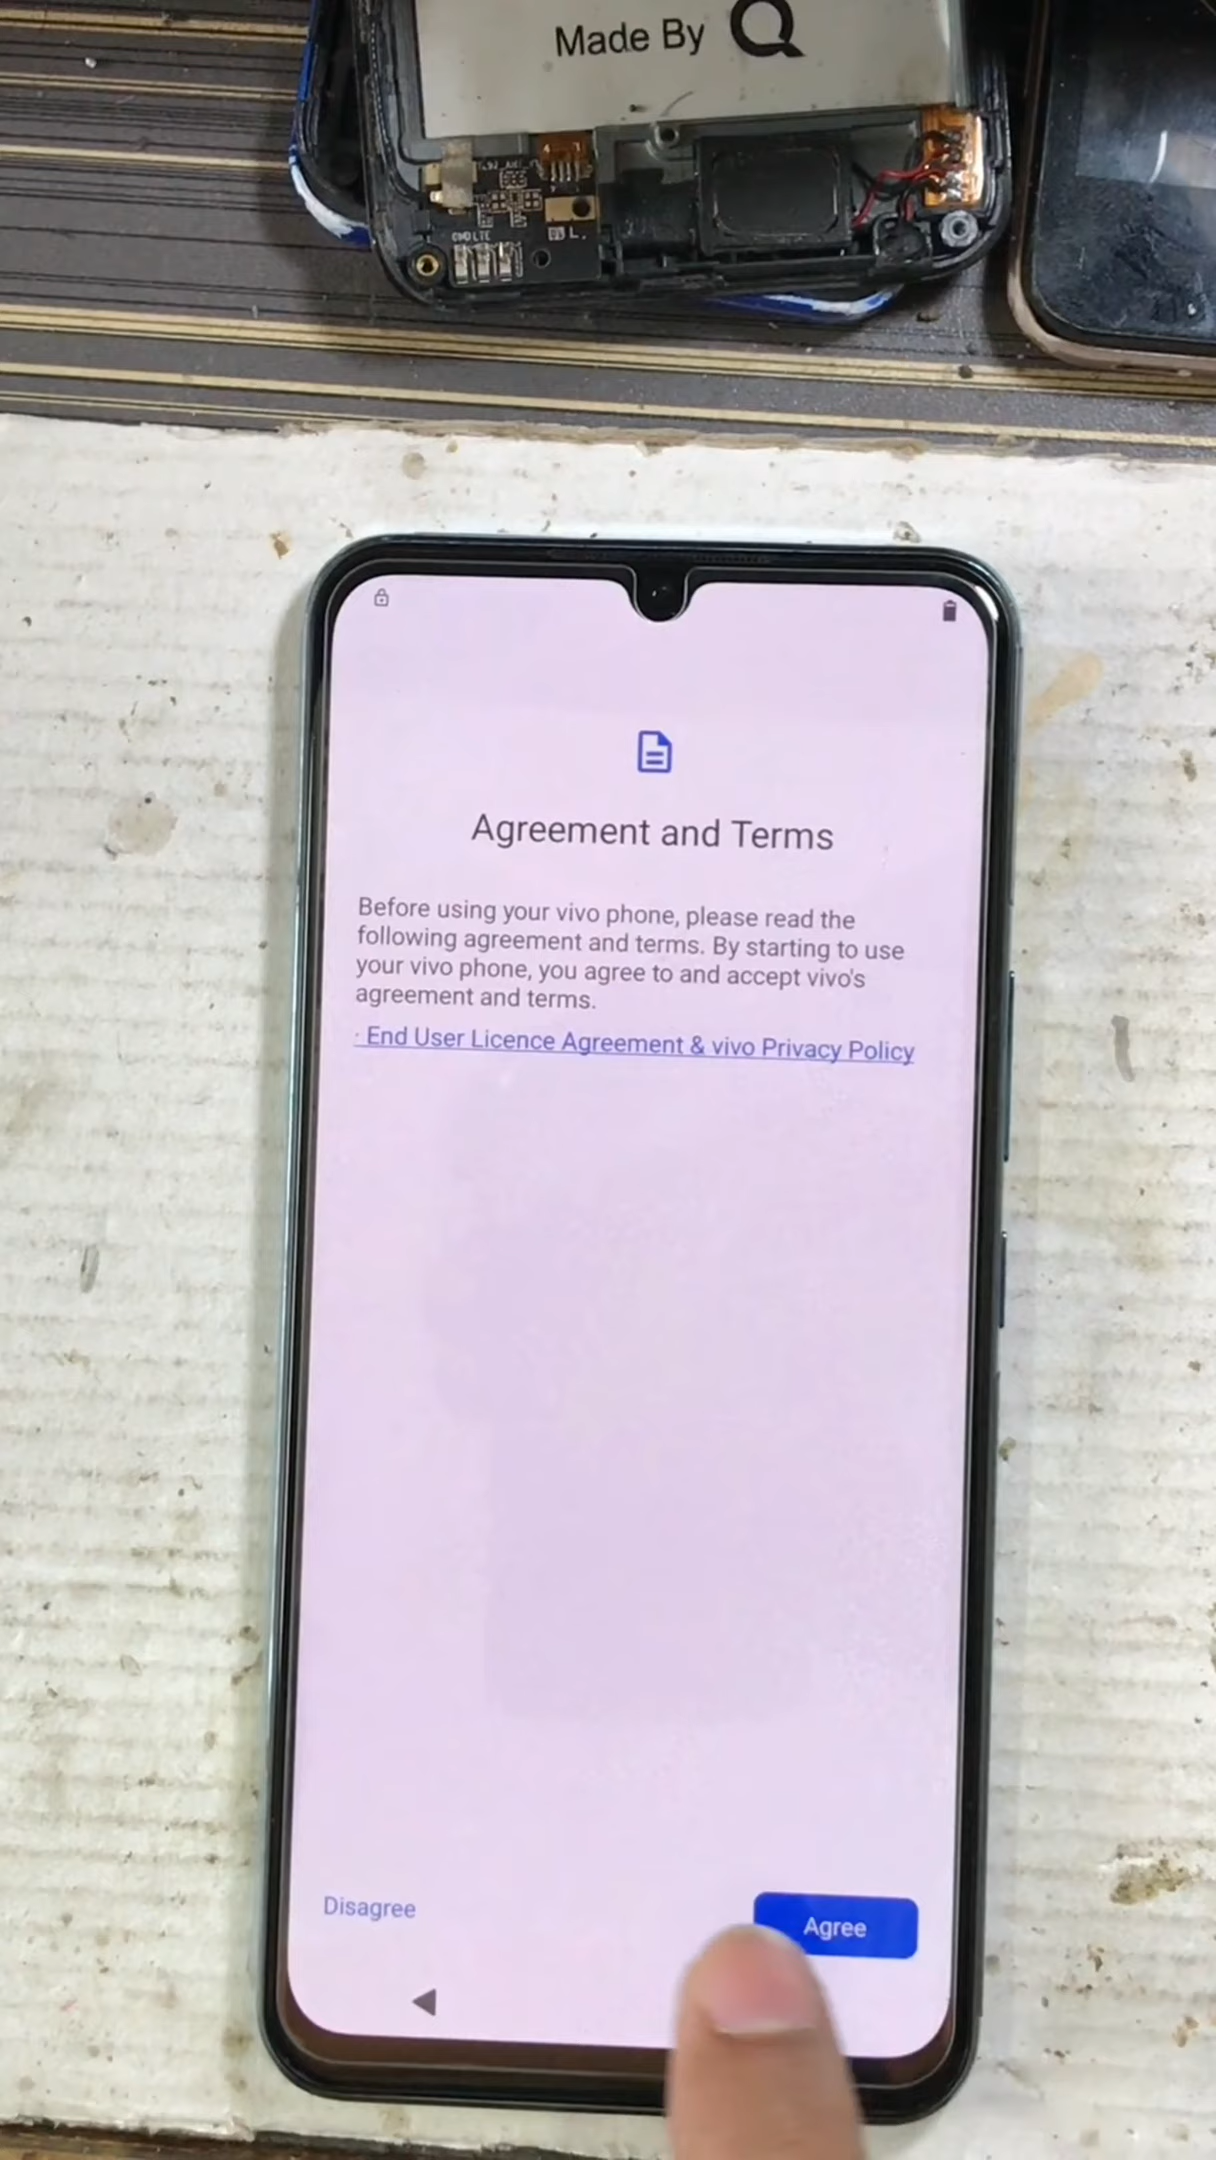 Made By Q
Agreement and Terms
Before using your vivo phone, please read the
following agreement and terms. By starting to use
your vivo phone, you agree to and accept vivo's
agreement and terms.
· End User Licence Agreement & vivo Privacy Policy
Disagree
Agree